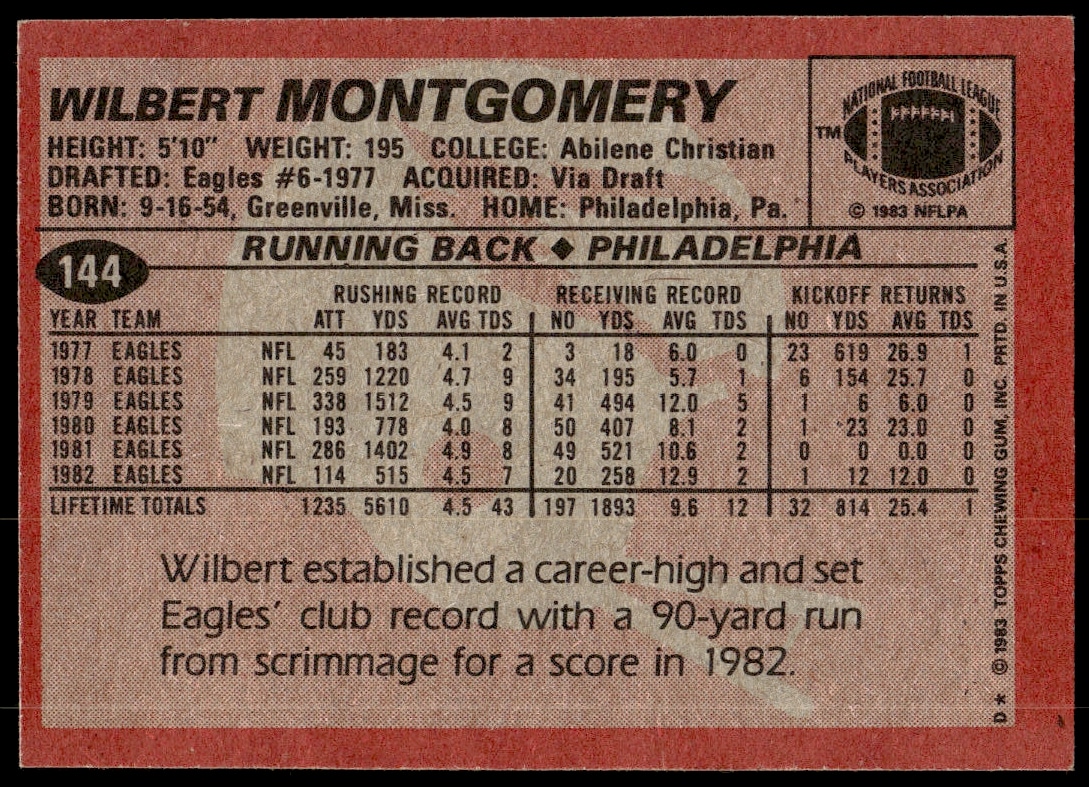 WILBERT MONTGOMERY
HEIGHT: 5'10" WEIGHT: 195 COLLEGE: Abilene Christian
DRAFTED: Eagles #6-1977 ACQUIRED: Via Draft
BORN: 9-16-54, Greenville, Miss. HOME: Philadelphia, Pa.
NATIONAL FOOTBALL LEAGUE
TM
PLAYERS ASSOCIATION
© 1983 NFLPA
144
RUNNING BACK ◆ PHILADELPHIA
RUSHING RECORD RECEIVING RECORD KICKOFF RETURNS
YEAR TEAM ATT YDS AVG TDS NO YDS AVG TDS NO YDS AVG TDS
1977 EAGLES NFL 45 183 4.1 2 3 18 6.0 0 23 619 26.9 1
1978 EAGLES NFL 259 1220 4.7 9 34 195 5.7 1 6 154 25.7 0
1979 EAGLES NFL 338 1512 4.5 9 41 494 12.0 5 1 6 6.0 0
1980 EAGLES NFL 193 778 4.0 8 50 407 8.1 2 1 23 23.0 0
1981 EAGLES NFL 286 1402 4.9 8 49 521 10.6 2 0 0 0.0 0
1982 EAGLES NFL 114 515 4.5 7 20 258 12.9 2 1 12 12.0 0
LIFETIME TOTALS 1235 5610 4.5 43 197 1893 9.6 12 32 814 25.4 1
Wilbert established a career-high and set
Eagles' club record with a 90-yard run
from scrimmage for a score in 1982.
D * © 1983 TOPPS CHEWING GUM, INC. PRTD. IN U.S.A.